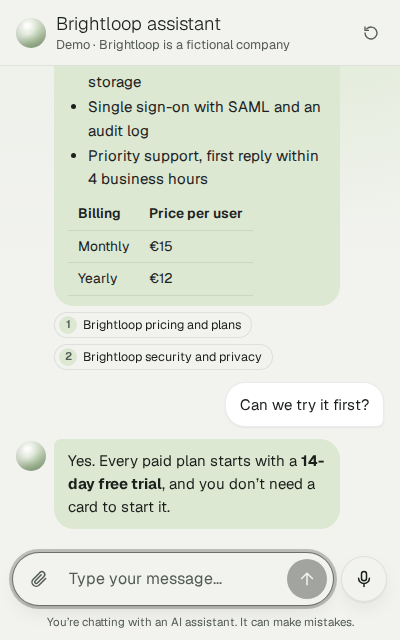 Brightloop assistant
Demo · Brightloop is a fictional company
storage
Single sign-on with SAML and an
audit log
Priority support, first reply within
4 business hours
Billing Price per user
Monthly €15
Yearly €12
1 Brightloop pricing and plans
2 Brightloop security and privacy
Can we try it first?
Yes. Every paid plan starts with a 14-
day free trial, and you don’t need a
card to start it.
Type your message...
You’re chatting with an AI assistant. It can make mistakes.